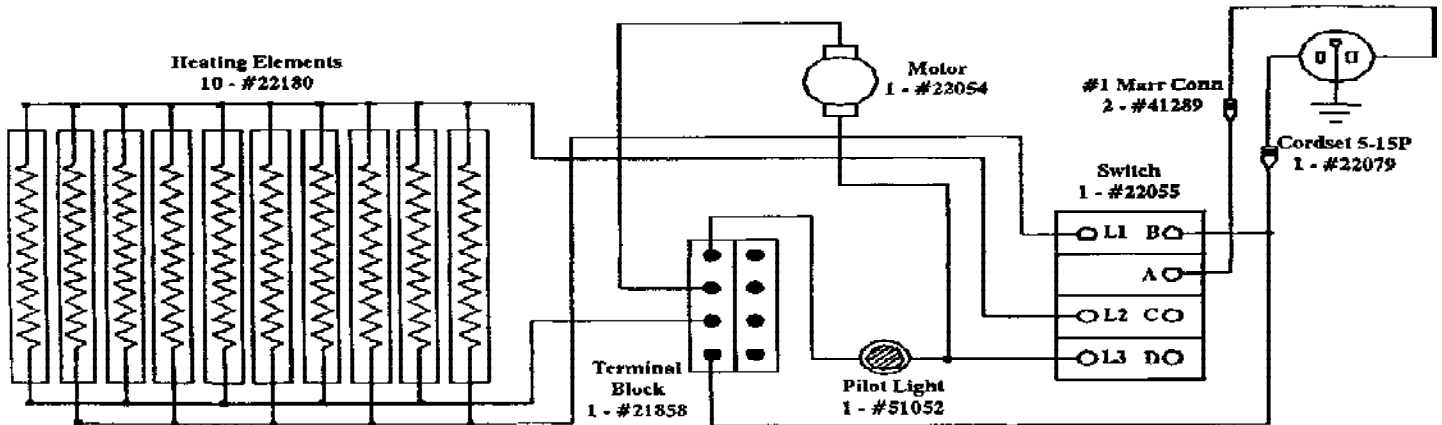 Heating Elements
10 - #22180
Motor
1 - #22054
#1 Marr Conn
2 - #41289
Cordset 5-15P
1 - #22079
Switch
1 - #22055
L1 B
A
L2 C
L3 D
Terminal
Block
1 - #21858
Pilot Light
1 - #51052